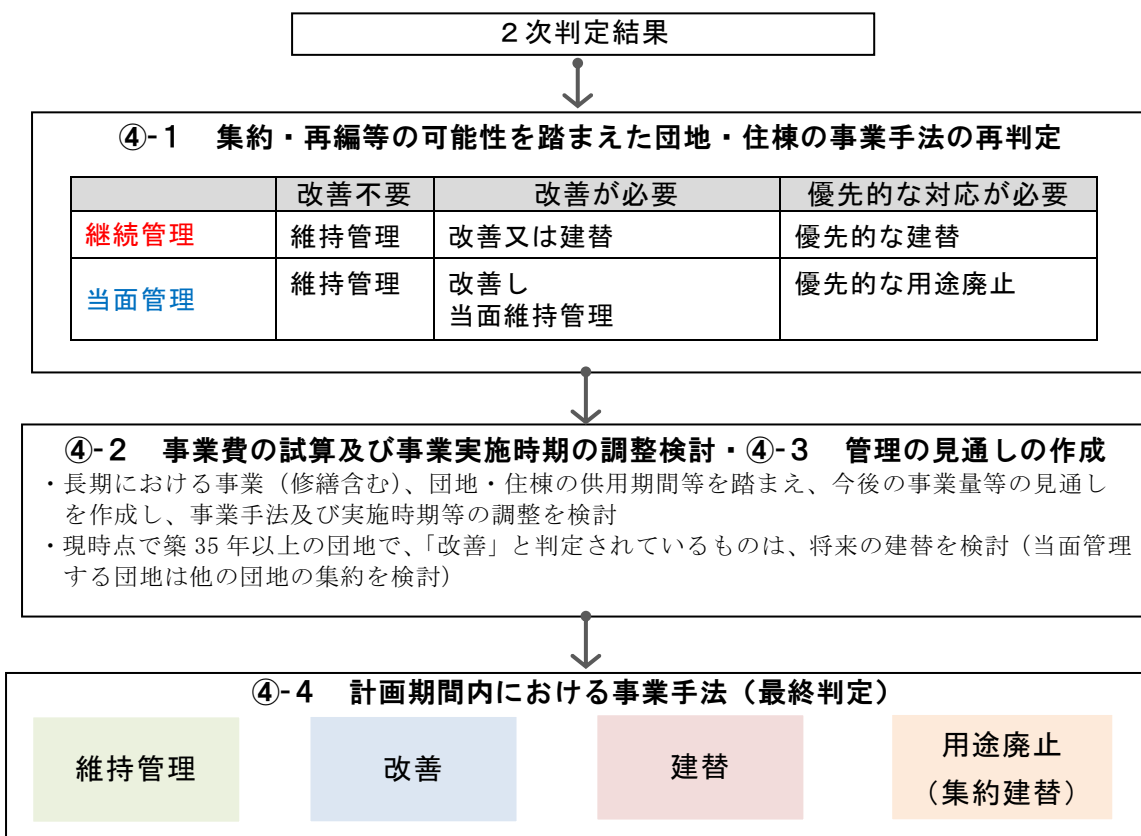 ２次判定結果
④-１　集約・再編等の可能性を踏まえた団地・住棟の事業手法の再判定
改善不要　改善が必要　優先的な対応が必要
継続管理　維持管理　改善又は建替　優先的な建替
当面管理　維持管理　改善し　優先的な用途廃止
当面維持管理
④-２　事業費の試算及び事業実施時期の調整検討・④-３　管理の見通しの作成
・長期における事業（修繕含む）、団地・住棟の供用期間等を踏まえ、今後の事業量等の見通し
を作成し、事業手法及び実施時期等の調整を検討
・現時点で築 35 年以上の団地で、「改善」と判定されているものは、将来の建替を検討（当面管理
する団地は他の団地の集約を検討）
④-４　計画期間内における事業手法（最終判定）
維持管理　改善　建替　用途廃止
（集約建替）